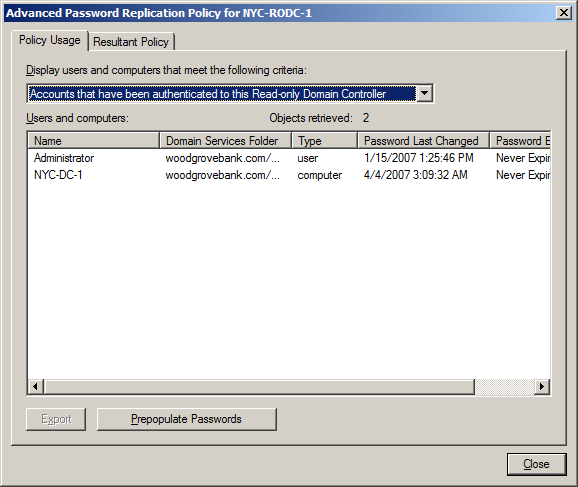 Advanced Password Replication Policy for NYC-RODC-1
Policy Usage Resultant Policy
Display users and computers that meet the following criteria:
Accounts that have been authenticated to this Read-only Domain Controller
Users and computers: Objects retrieved: 2
Name Domain Services Folder Type Password Last Changed Password E
Administrator woodgrovebank.com/... user 1/15/2007 1:25:46 PM Never Expir
NYC-DC-1 woodgrovebank.com/... computer 4/4/2007 3:09:32 AM Never Expir
Export Prepopulate Passwords
Close